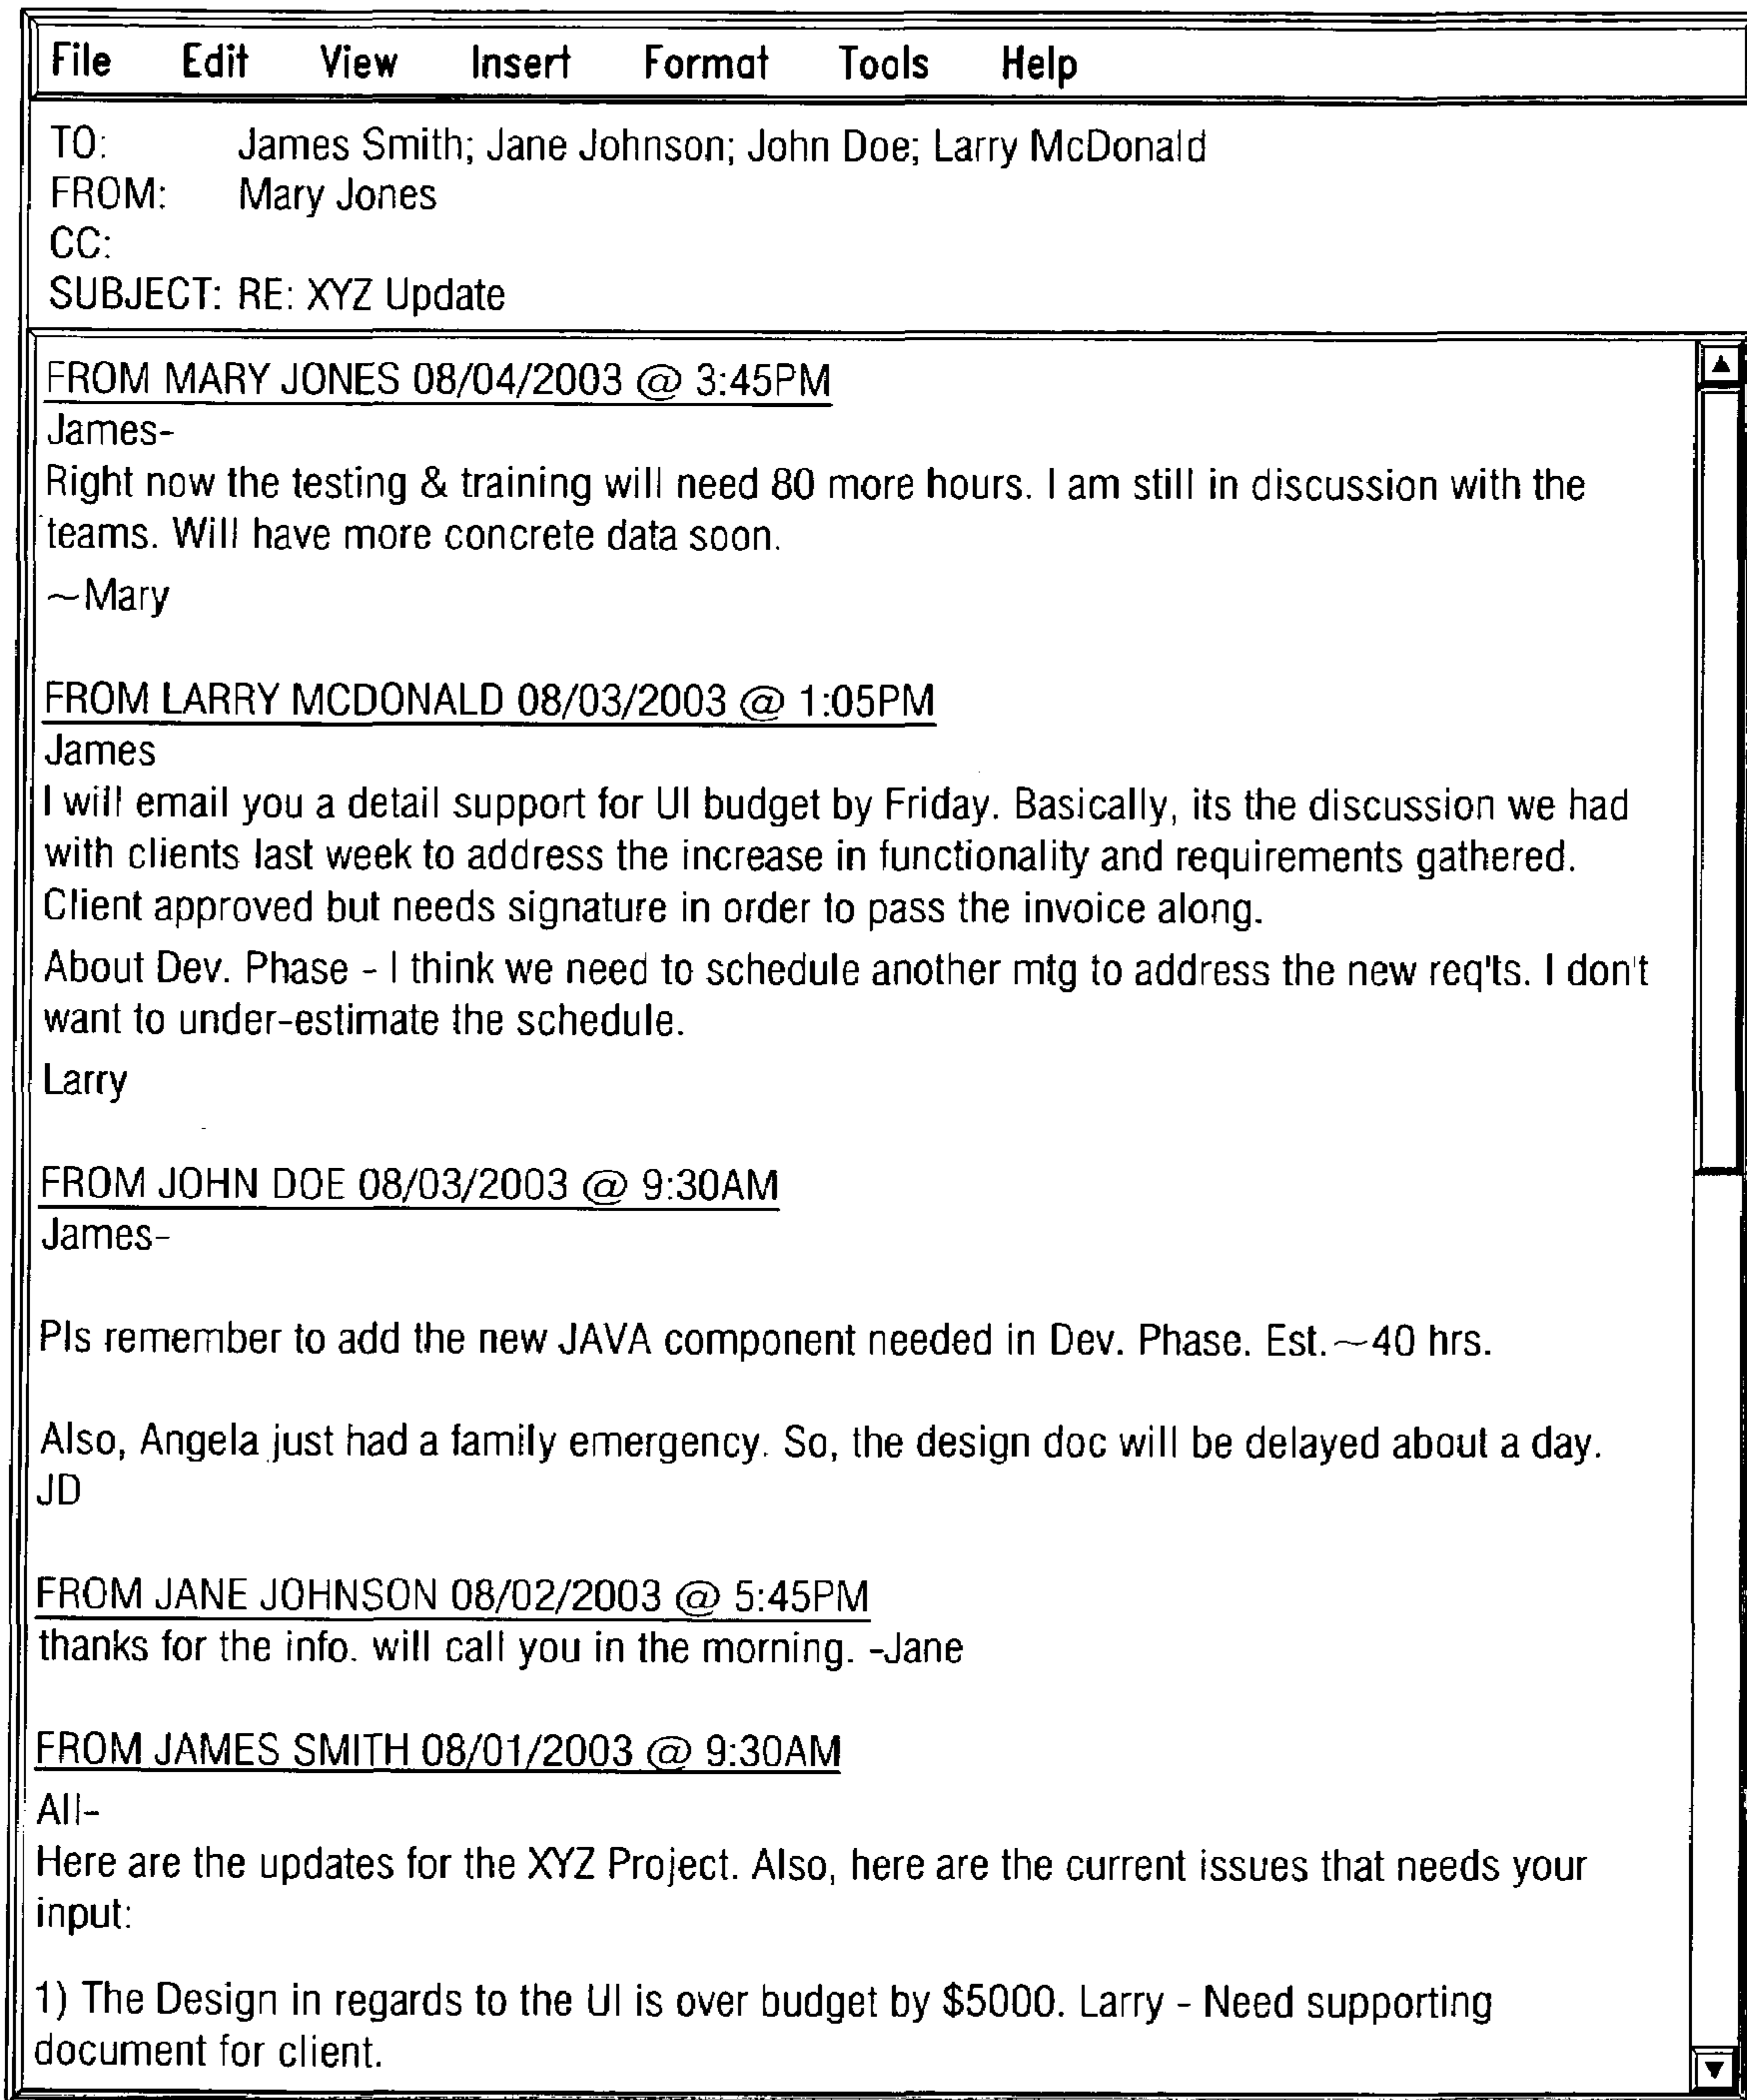 File Edit View Insert Format Tools Help
TO: James Smith; Jane Johnson; John Doe; Larry McDonald
FROM: Mary Jones
CC:
SUBJECT: RE: XYZ Update
FROM MARY JONES 08/04/2003 @ 3:45PM
James-
Right now the testing & training will need 80 more hours. I am still in discussion with the
teams. Will have more concrete data soon.
~Mary
FROM LARRY MCDONALD 08/03/2003 @ 1:05PM
James
I will email you a detail support for UI budget by Friday. Basically, its the discussion we had
with clients last week to address the increase in functionality and requirements gathered.
Client approved but needs signature in order to pass the invoice along.
About Dev. Phase - I think we need to schedule another mtg to address the new req'ts. I don't
want to under-estimate the schedule.
Larry
FROM JOHN DOE 08/03/2003 @ 9:30AM
James-
Pls remember to add the new JAVA component needed in Dev. Phase. Est.~40 hrs.
Also, Angela just had a family emergency. So, the design doc will be delayed about a day.
JD
FROM JANE JOHNSON 08/02/2003 @ 5:45PM
thanks for the info. will call you in the morning. -Jane
FROM JAMES SMITH 08/01/2003 @ 9:30AM
All-
Here are the updates for the XYZ Project. Also, here are the current issues that needs your
input:
1) The Design in regards to the UI is over budget by $5000. Larry - Need supporting
document for client.